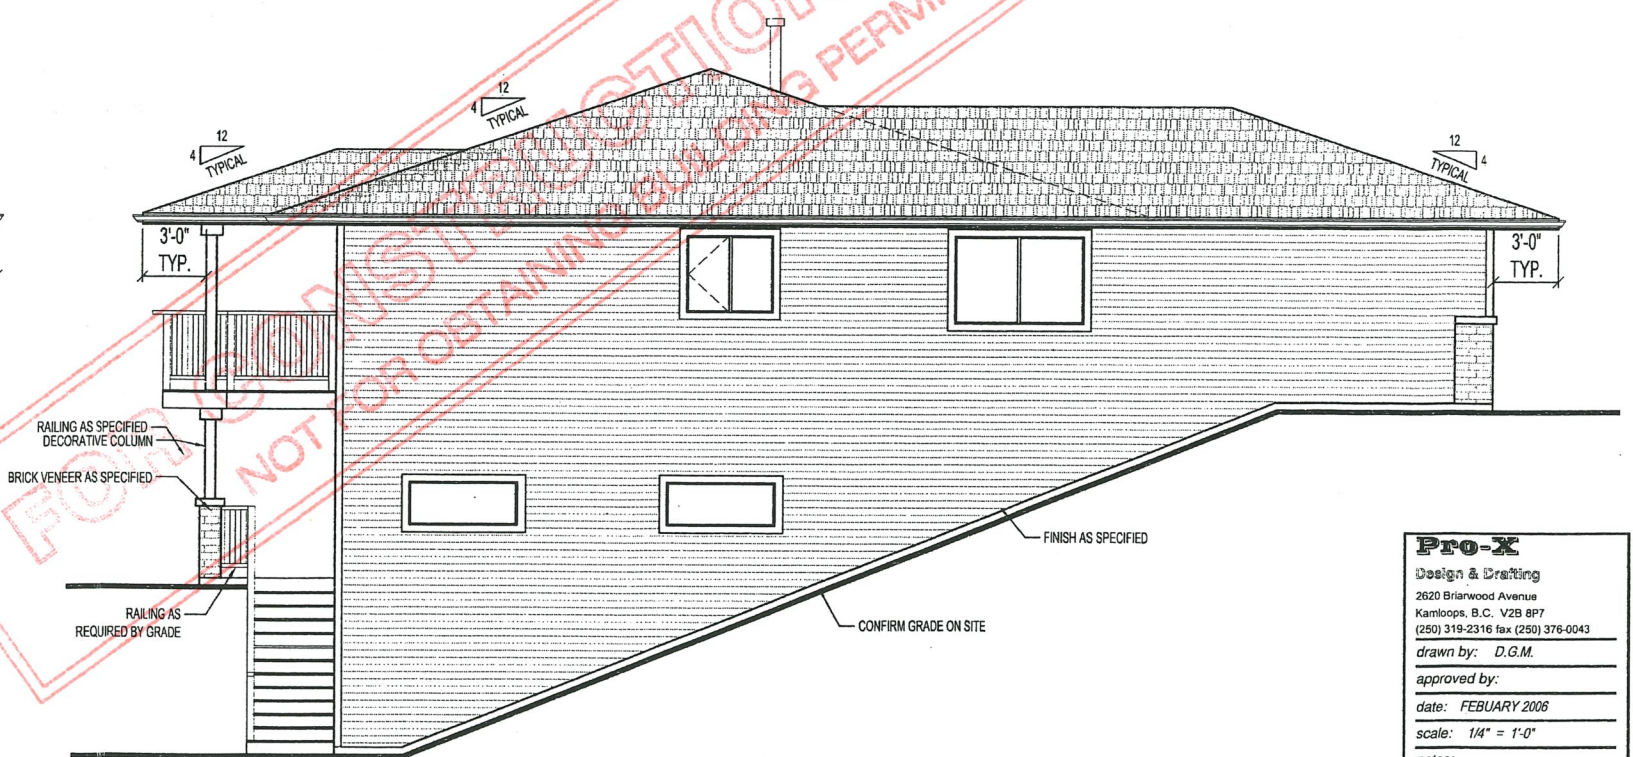 FOR CONSTRUCTION
NOT FOR OBTAINING BUILDING
12
4
TYPICAL
12
4
TYPICAL
12
4
TYPICAL
3'-0"
TYP.
3'-0"
TYP.
RAILING AS SPECIFIED
DECORATIVE COLUMN
BRICK VENEER AS SPECIFIED
RAILING AS
REQUIRED BY GRADE
FINISH AS SPECIFIED
CONFIRM GRADE ON SITE
Pro-X
Design & Drafting
2620 Briarwood Avenue
Kamloops, B.C. V2B 8P7
(250) 319-2316 fax (250) 376-0043
drawn by: D.G.M.
approved by:
date: FEBUARY 2006
scale: 1/4" = 1'-0"